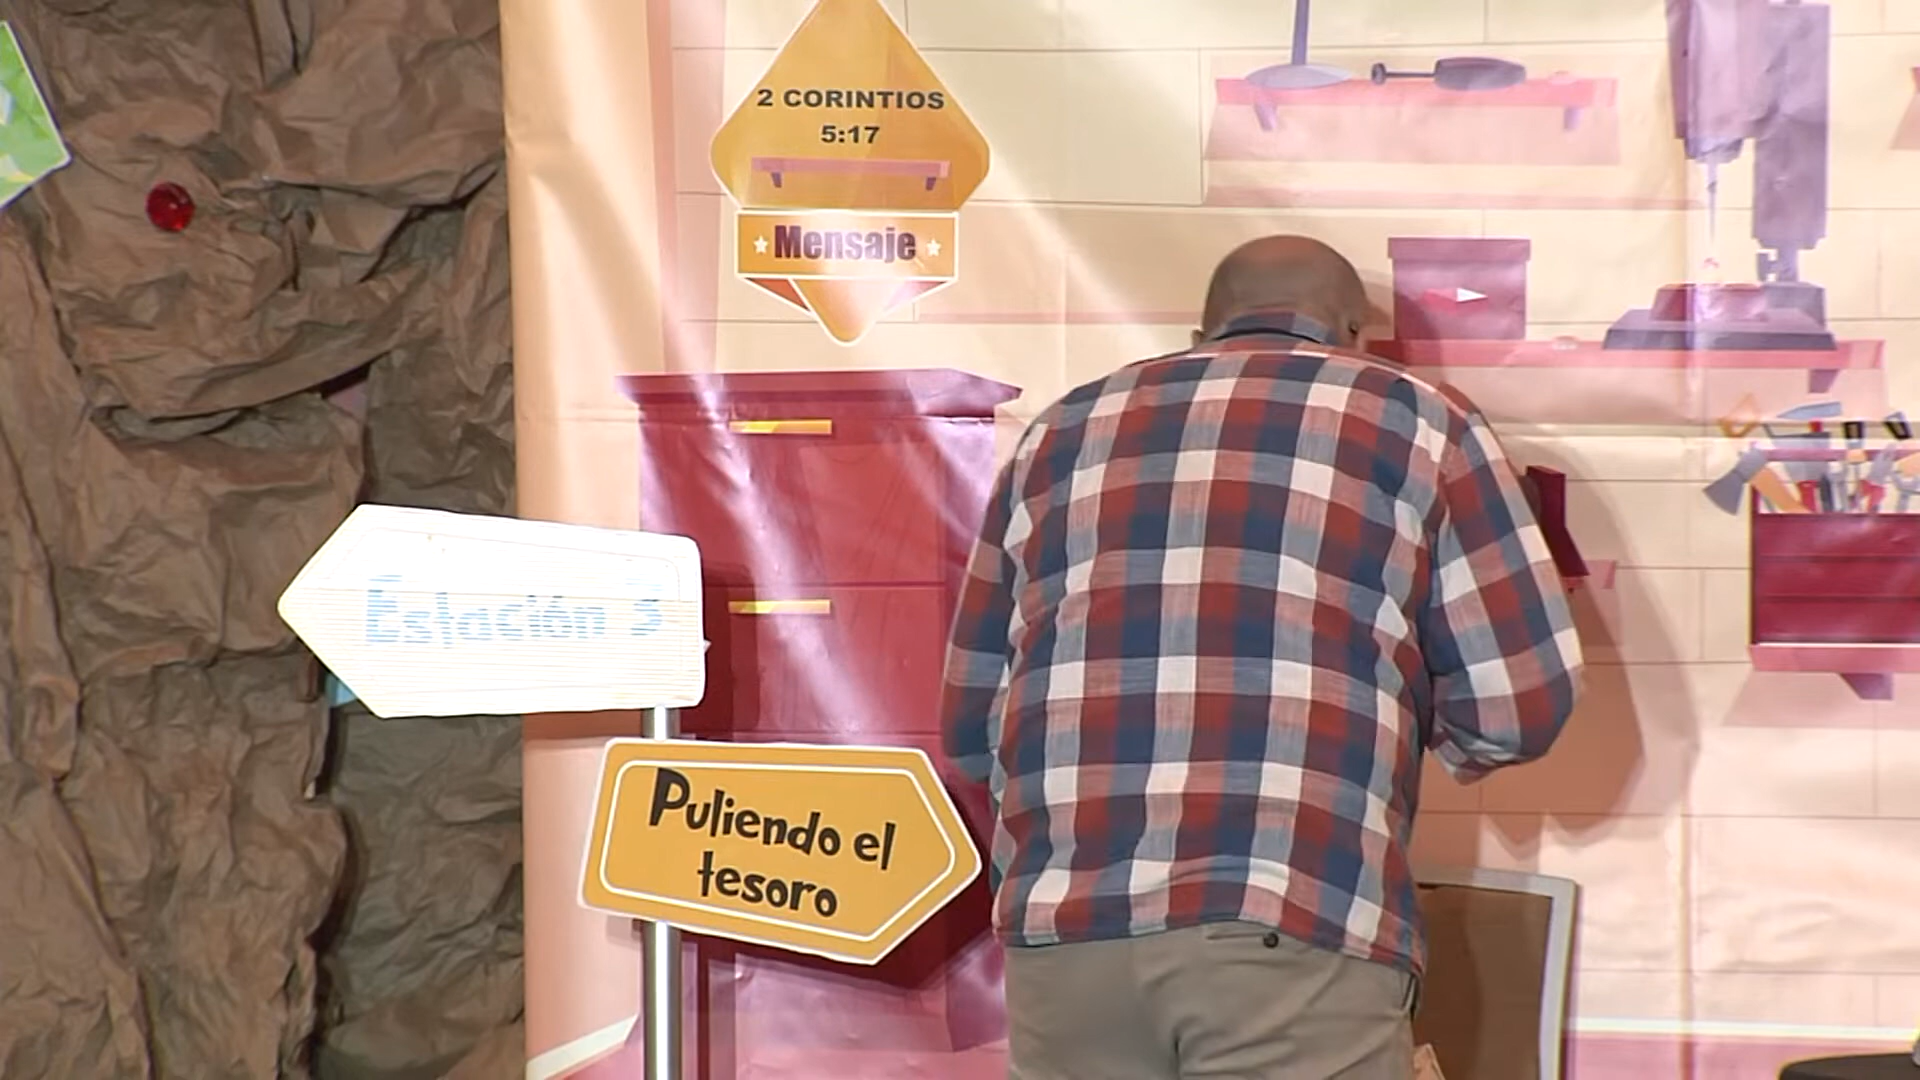 2 CORINTIOS
5:17
Mensaje
Estación 3
Puliendo el
tesoro